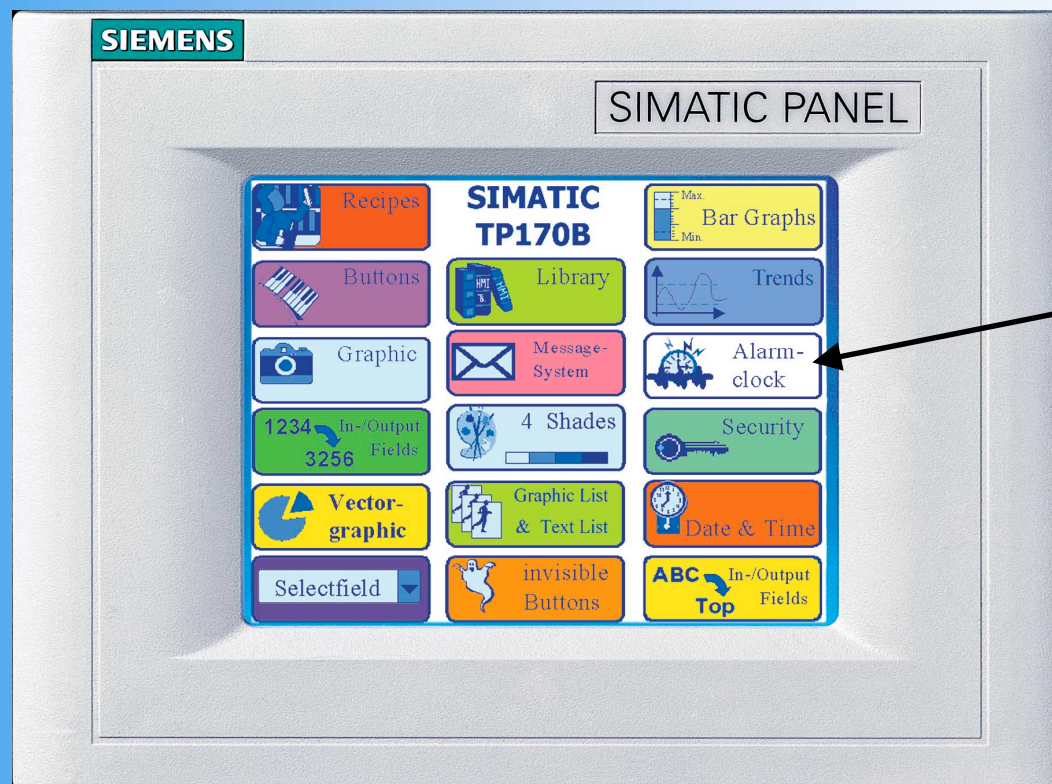 SIEMENS
SIMATIC PANEL
Recipes
SIMATIC
TP170B
Max.
Bar Graphs
Min.
Buttons
HMI
B.
HMI
Library
Trends
Graphic
Message-
System
Alarm-
clock
1234
In-/Output
Fields
3256
4 Shades
Security
Vector-
graphic
Graphic List
& Text List
Date & Time
Selectfield
invisible
Buttons
ABC
In-/Output
Fields
Top